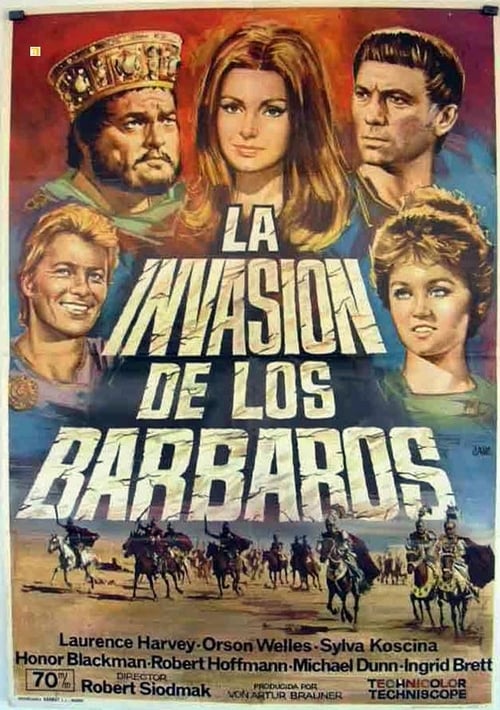 LA
INVASION
DE LOS
BARBAROS
JANO
Laurence Harvey-Orson Welles-Sylva Koscina
Honor Blackman-Robert Hoffmann-Michael Dunn-Ingrid Brett
70 m/m
DIRECTOR
Robert Siodmak
PRODUCIDA POR
VON ARTUR BRAUNER
TECHNICOLOR
TECHNISCOPE